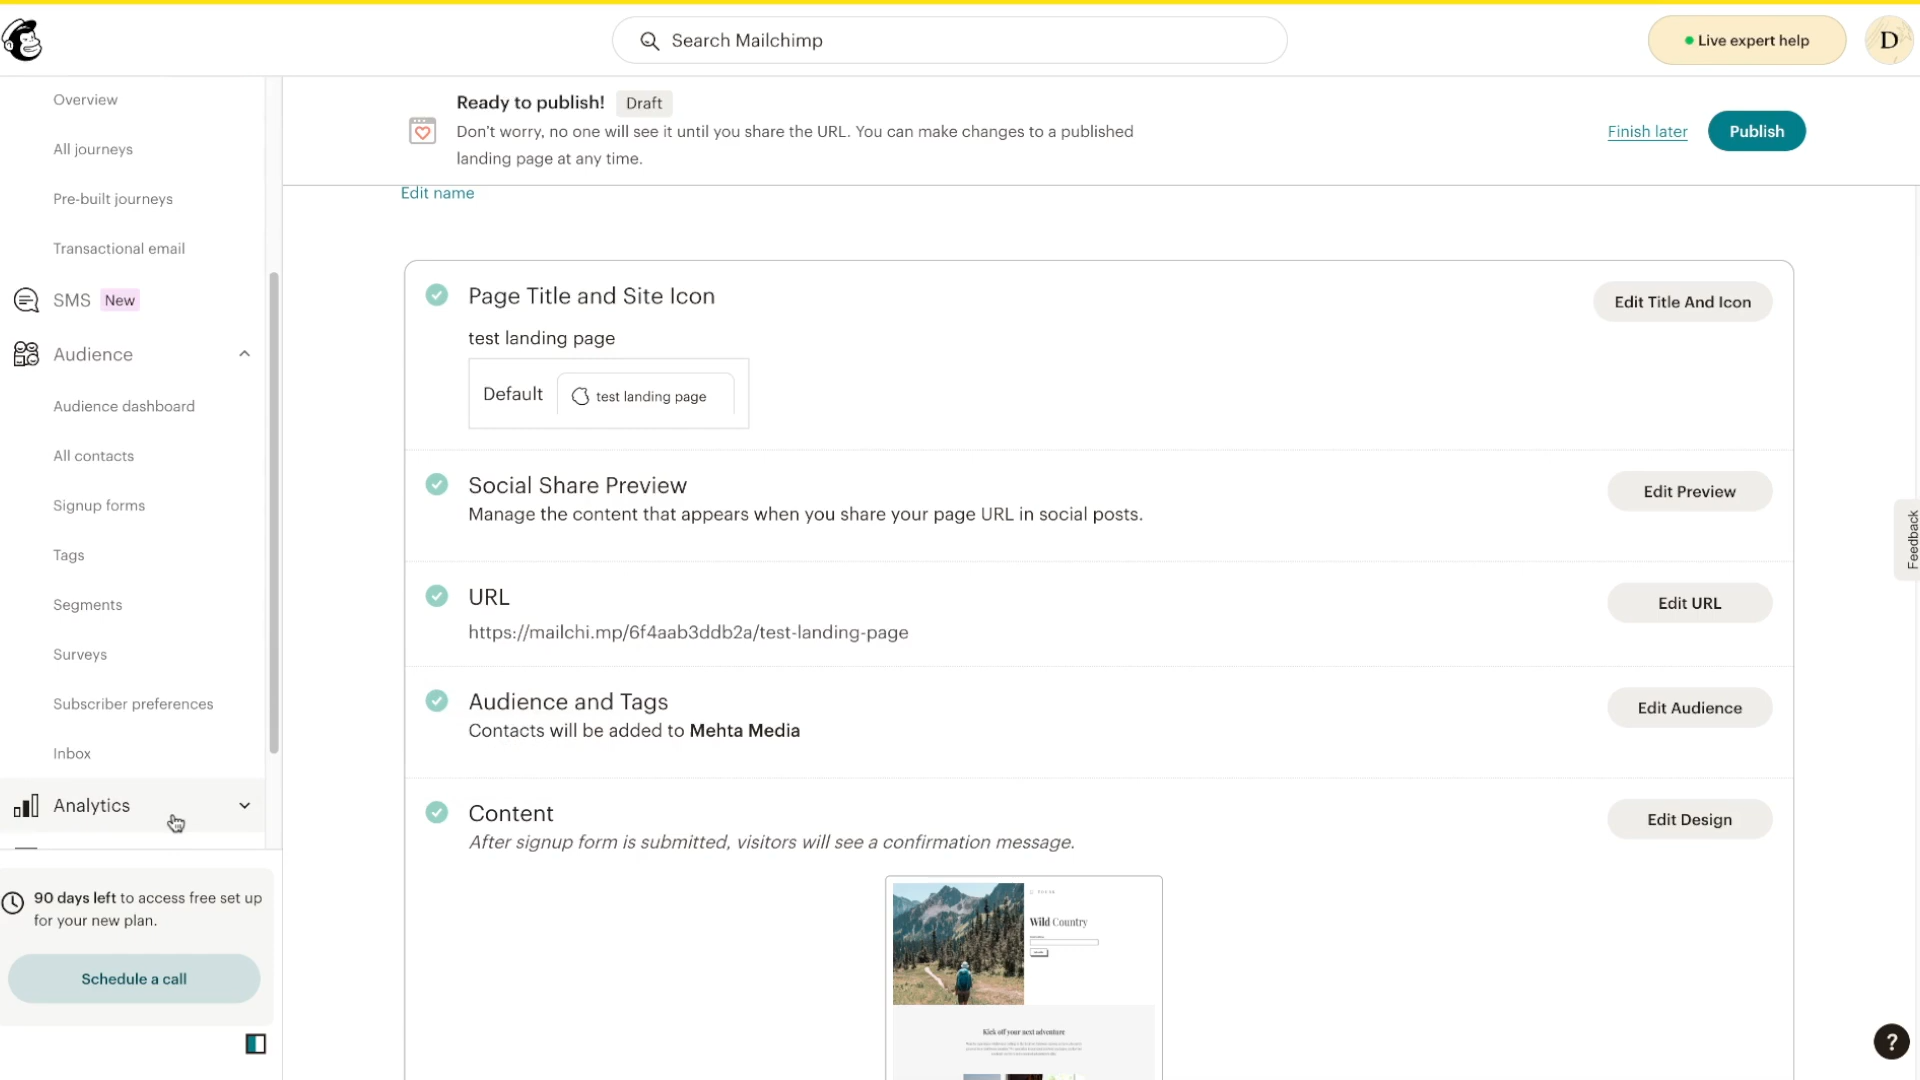 Search Mailchimp
Live expert help
D
Overview
All journeys
Pre-built journeys
Transactional email
SMS New
Audience
Audience dashboard
All contacts
Signup forms
Tags
Segments
Surveys
Subscriber preferences
Inbox
Analytics
90 days left to access free set up
for your new plan.
Schedule a call
Ready to publish! Draft
Don't worry, no one will see it until you share the URL. You can make changes to a published
landing page at any time.
Finish later
Publish
Edit name
Page Title and Site Icon
Edit Title And Icon
test landing page
Default
test landing page
Social Share Preview
Manage the content that appears when you share your page URL in social posts.
Edit Preview
URL
https://mailchi.mp/6f4aab3ddb2a/test-landing-page
Edit URL
Audience and Tags
Contacts will be added to Mehta Media
Edit Audience
Content
After signup form is submitted, visitors will see a confirmation message.
Edit Design
Wild Country
Kick off your next adventure
Feedback
?